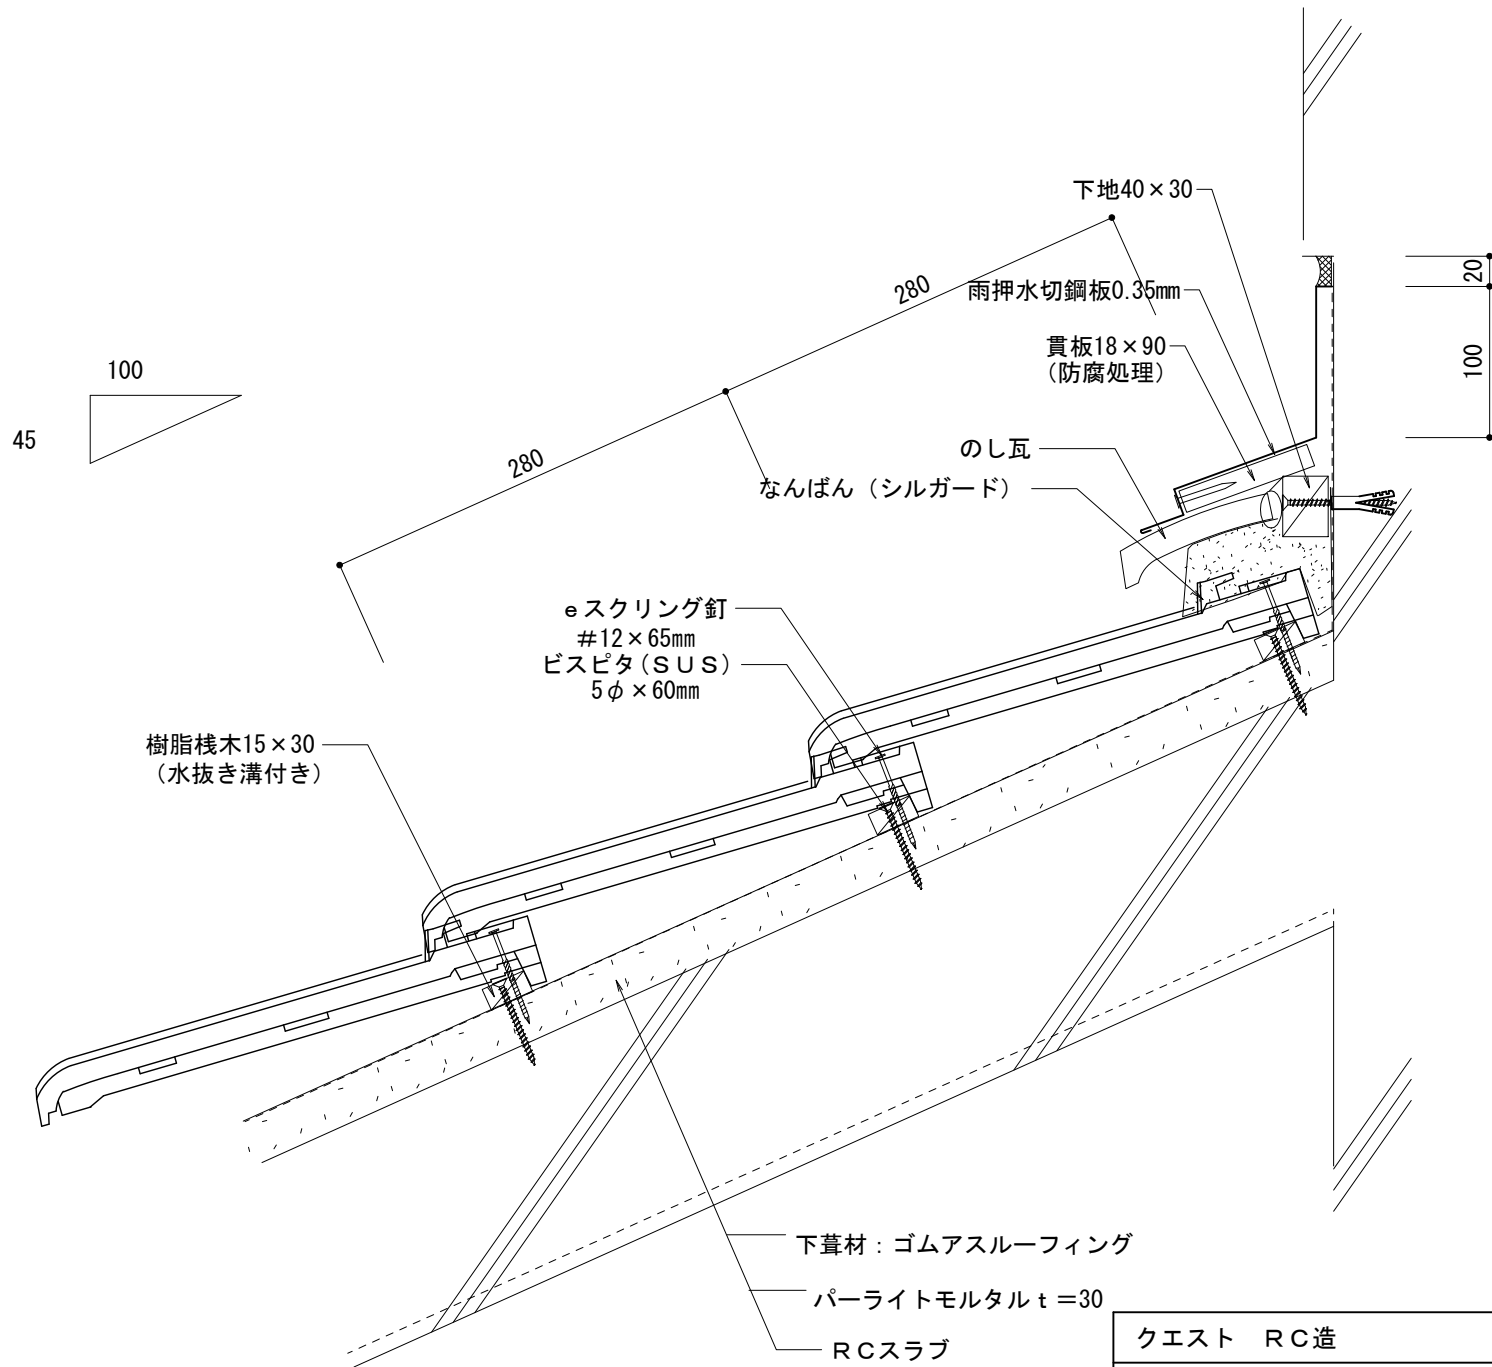 下地40×30
280
雨押水切鋼板0.35mm
20
貫板18×90
（防腐処理）
100
100
45
のし瓦
280
なんばん（シルガード）
eスクリング釘
＃12×65mm
ビスピタ（ＳＵＳ）
5φ×60mm
樹脂桟木15×30
（水抜き溝付き）
下葺材：ゴムアスルーフィング
パーライトモルタルｔ＝30
ＲＣスラブ
クエスト　ＲＣ造